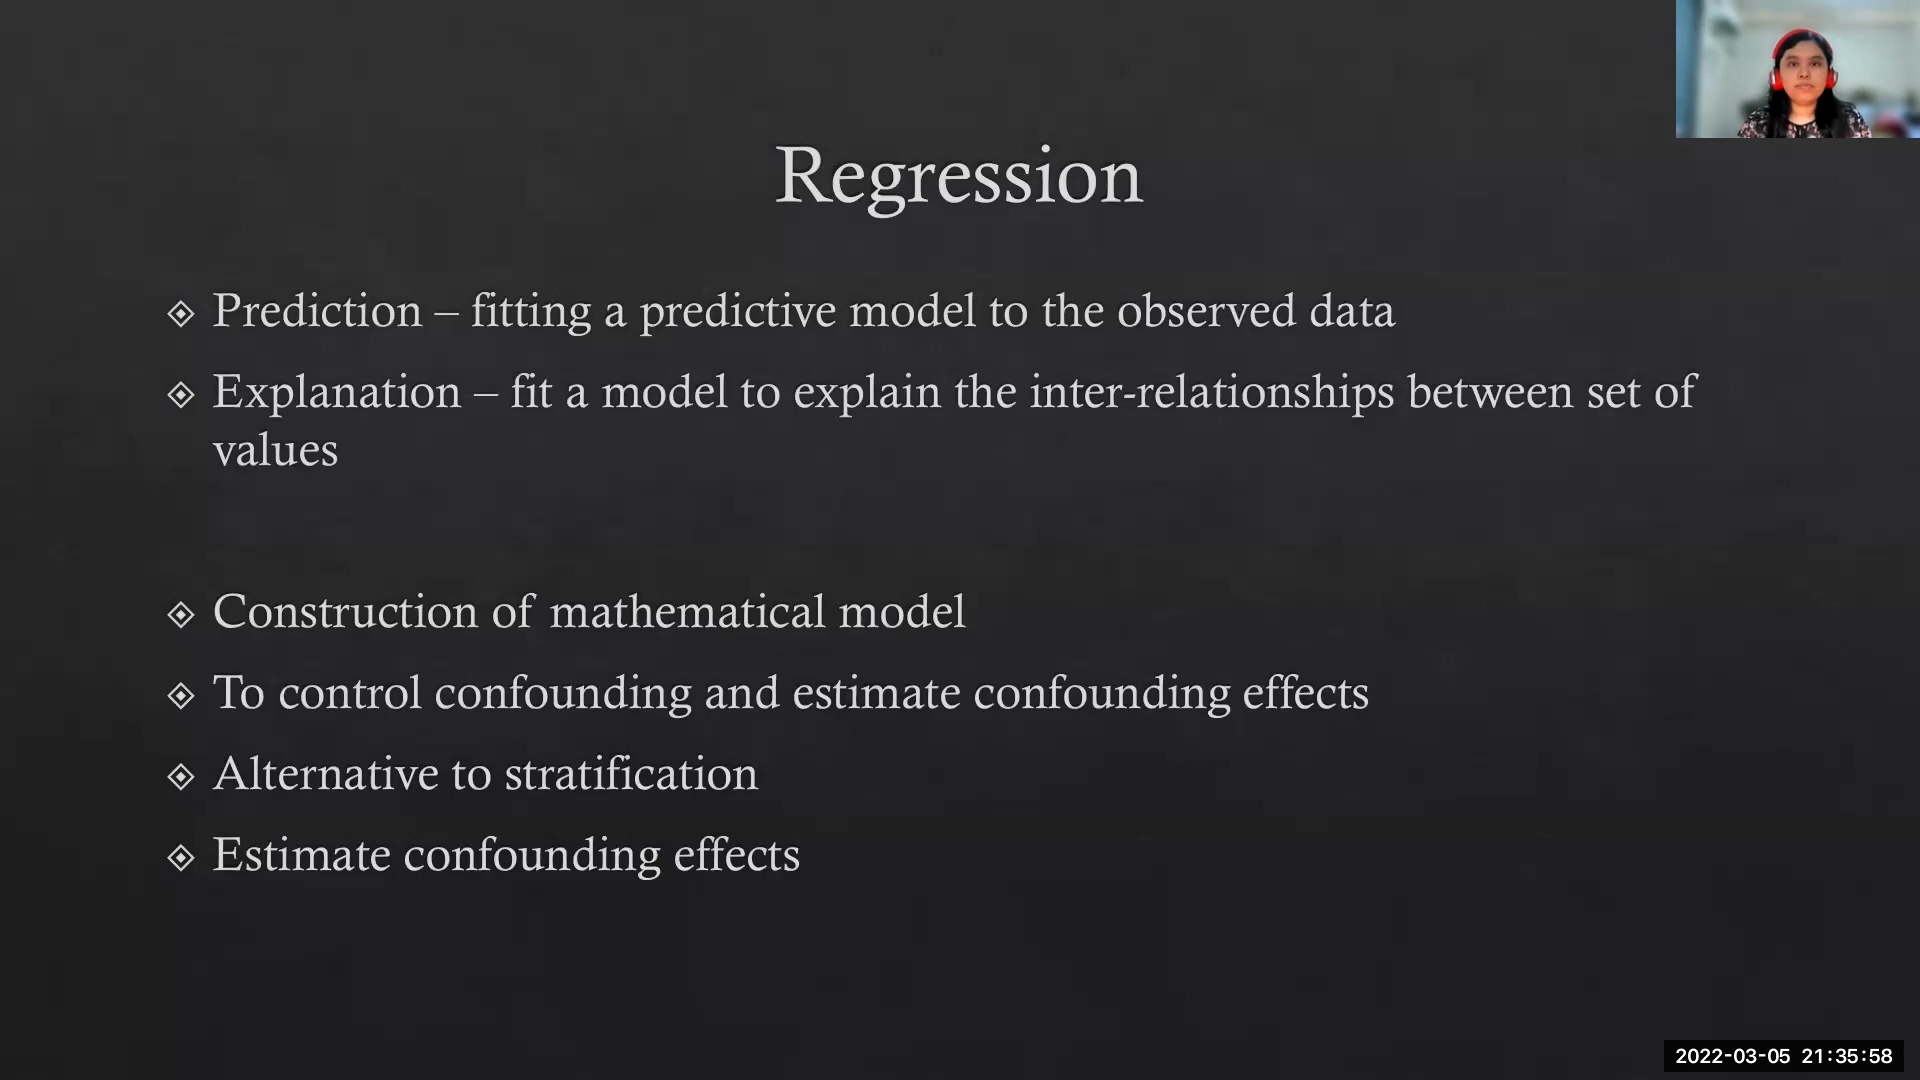 Regression
Prediction – fitting a predictive model to the observed data
Explanation – fit a model to explain the inter-relationships between set of
values
Construction of mathematical model
To control confounding and estimate confounding effects
Alternative to stratification
Estimate confounding effects
2022-03-05 21:35:58